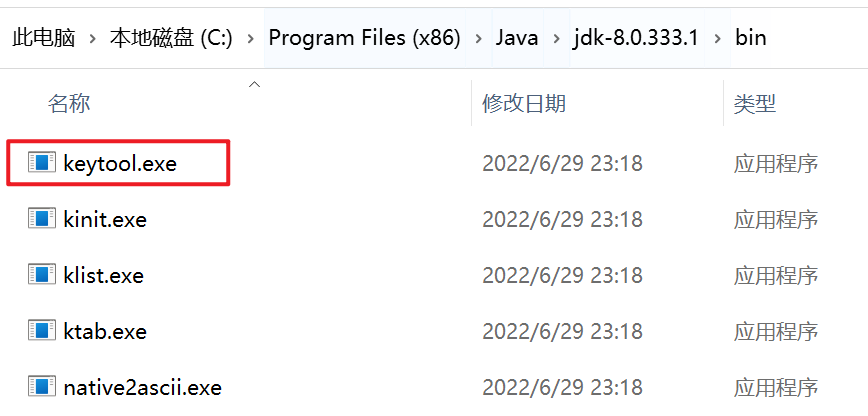 此电脑 › 本地磁盘 (C:) › Program Files (x86) › Java › jdk-8.0.333.1 › bin
名称 修改日期 类型
keytool.exe 2022/6/29 23:18 应用程序
kinit.exe 2022/6/29 23:18 应用程序
klist.exe 2022/6/29 23:18 应用程序
ktab.exe 2022/6/29 23:18 应用程序
native2ascii.exe 2022/6/29 23:18 应用程序